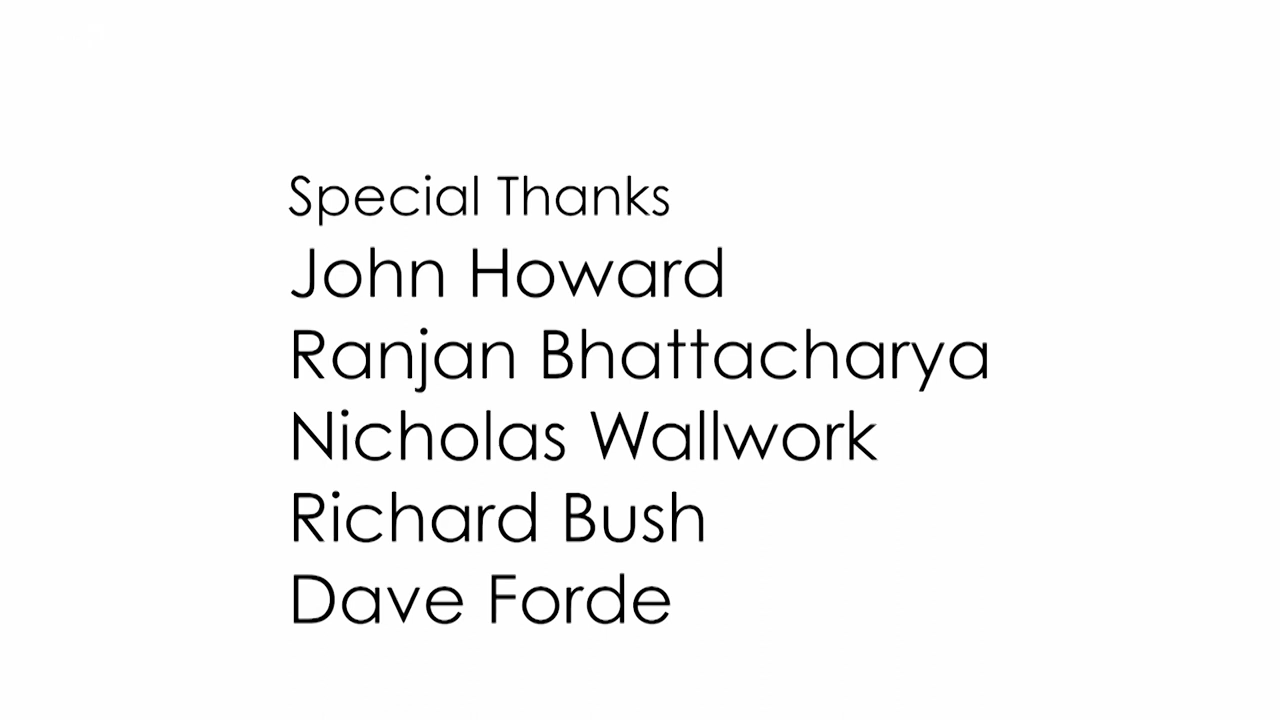 Special Thanks
John Howard
Ranjan Bhattacharya
Nicholas Wallwork
Richard Bush
Dave Forde